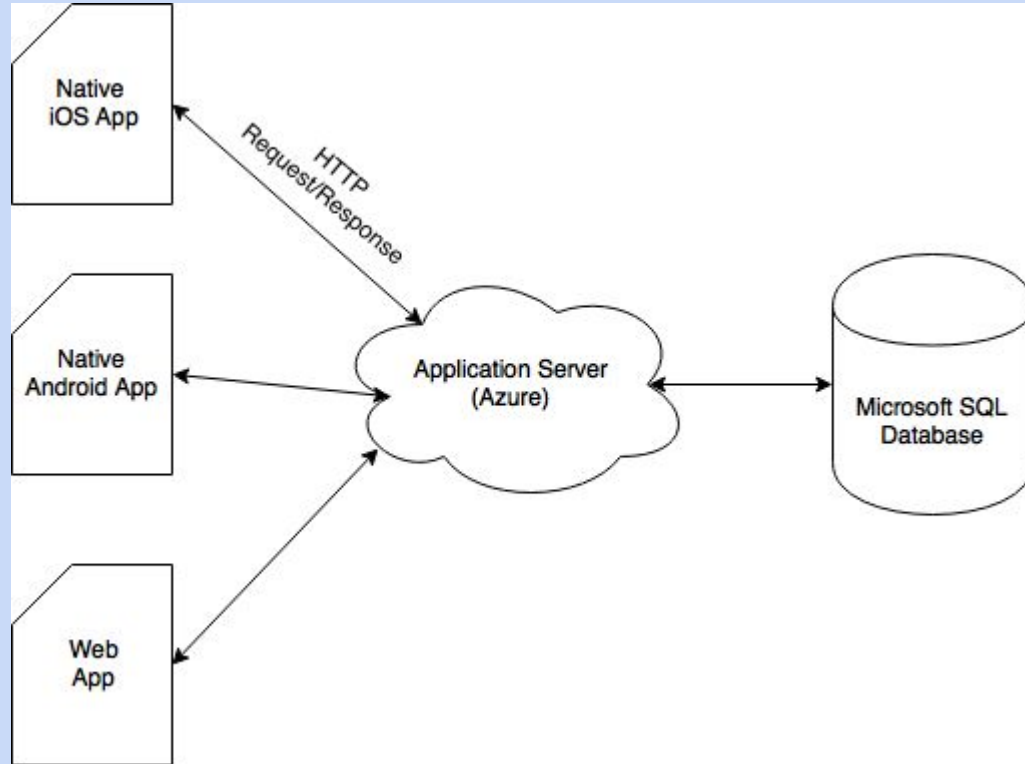 Native
iOS App
HTTP
Request/Response
Native
Android App
Application Server
(Azure)
Microsoft SQL
Database
Web
App